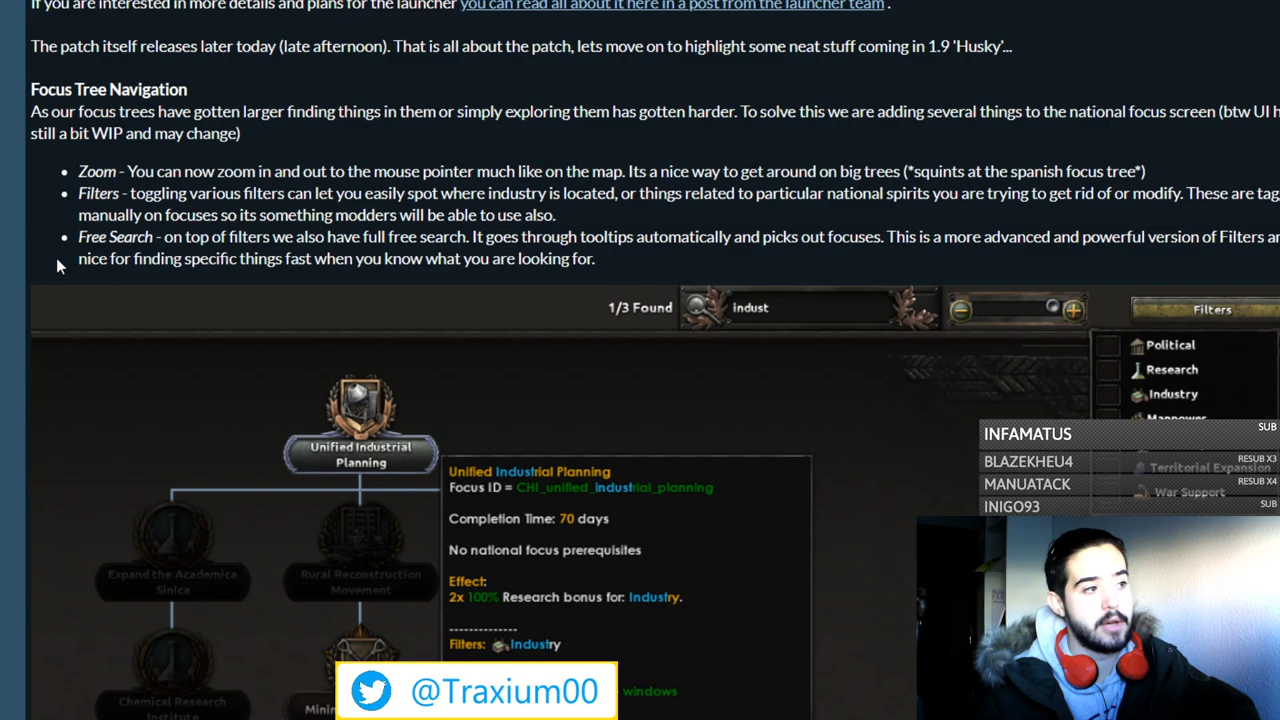 If you are interested in more details and plans for the launcher you can read all about it here in a post from the launcher team .
The patch itself releases later today (late afternoon). That is all about the patch, lets move on to highlight some neat stuff coming in 1.9 'Husky'...
Focus Tree Navigation
As our focus trees have gotten larger finding things in them or simply exploring them has gotten harder. To solve this we are adding several things to the national focus screen (btw UI h
still a bit WIP and may change)
Zoom - You can now zoom in and out to the mouse pointer much like on the map. Its a nice way to get around on big trees (*squints at the spanish focus tree*)
Filters - toggling various filters can let you easily spot where industry is located, or things related to particular national spirits you are trying to get rid of or modify. These are tag
manually on focuses so its something modders will be able to use also.
Free Search - on top of filters we also have full free search. It goes through tooltips automatically and picks out focuses. This is a more advanced and powerful version of Filters an
nice for finding specific things fast when you know what you are looking for.
1/3 Found
indust
Filters
Political
Research
Industry
Manpower
Territorial Expansion
War Support
INFAMATUS SUB
BLAZEKHEU4 RESUB X3
MANUATACK RESUB X4
INIGO93 SUB
Unified Industrial
Planning
Unified Industrial Planning
Focus ID = CHI_unified_industrial_planning
Completion Time: 70 days
No national focus prerequisites
Effect:
2x 100% Research bonus for: Industry.
--------------
Filters: Industry
windows
Expand the Academica
Sinica
Rural Reconstruction
Movement
Chemical Research
Institute
@Traxium00